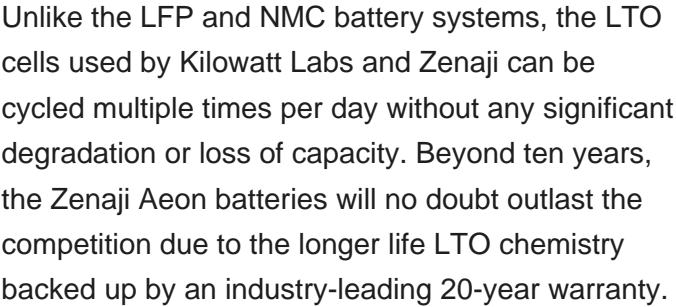 Unlike the LFP and NMC battery systems, the LTO
cells used by Kilowatt Labs and Zenaji can be
cycled multiple times per day without any significant
degradation or loss of capacity. Beyond ten years,
the Zenaji Aeon batteries will no doubt outlast the
competition due to the longer life LTO chemistry
backed up by an industry-leading 20-year warranty.